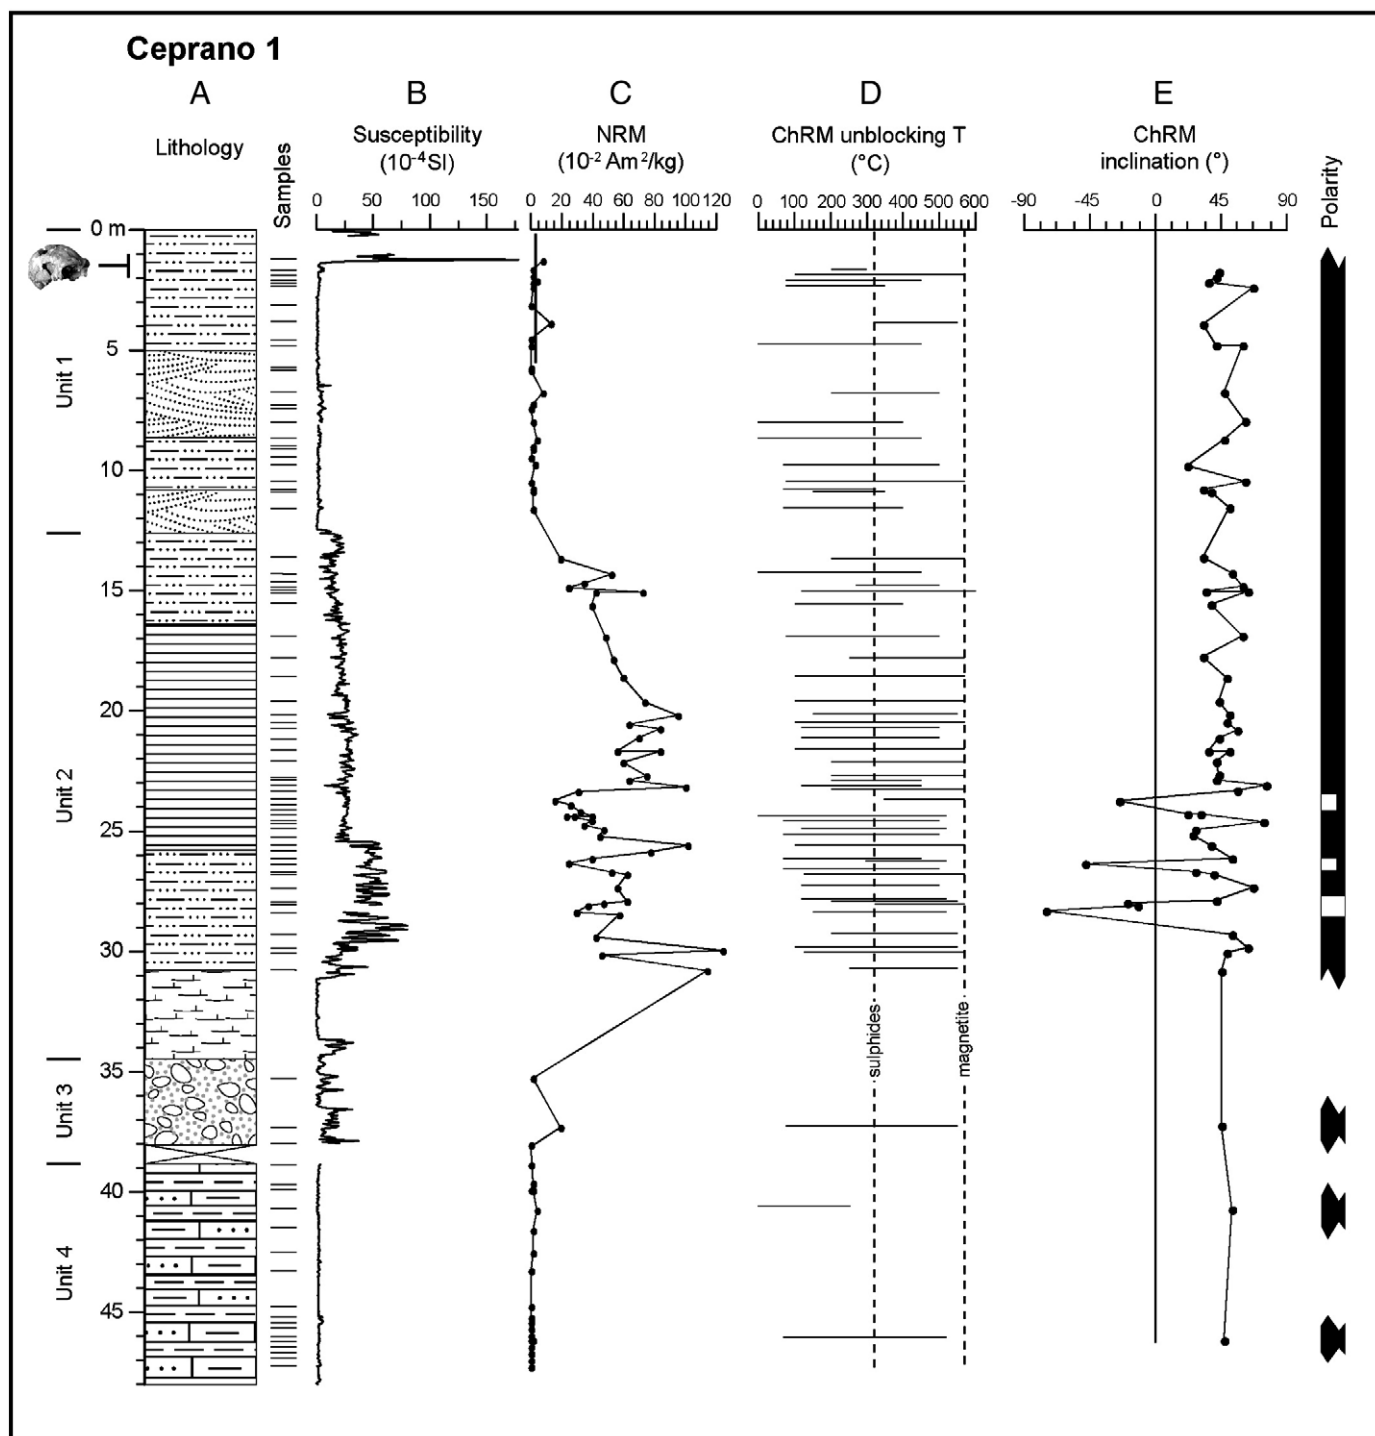 Ceprano 1
A
B
C
D
E
Lithology
Samples
Susceptibility
(10⁻⁴SI)
NRM
(10⁻² Am²/kg)
ChRM unblocking T
(°C)
ChRM
inclination (°)
Polarity
0 50 100 150
0 20 40 60 80 100 120
0 100 200 300 400 500 600
-90 -45 0 45 90
0 m
5
10
15
20
25
30
35
40
45
Unit 1
Unit 2
Unit 3
Unit 4
sulphides
magnetite